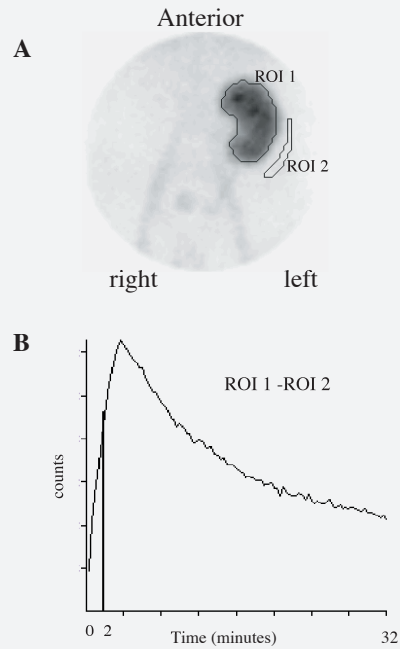 Anterior
A
ROI 1
ROI 2
right
left
B
ROI 1 -ROI 2
counts
0 2
32
Time (minutes)